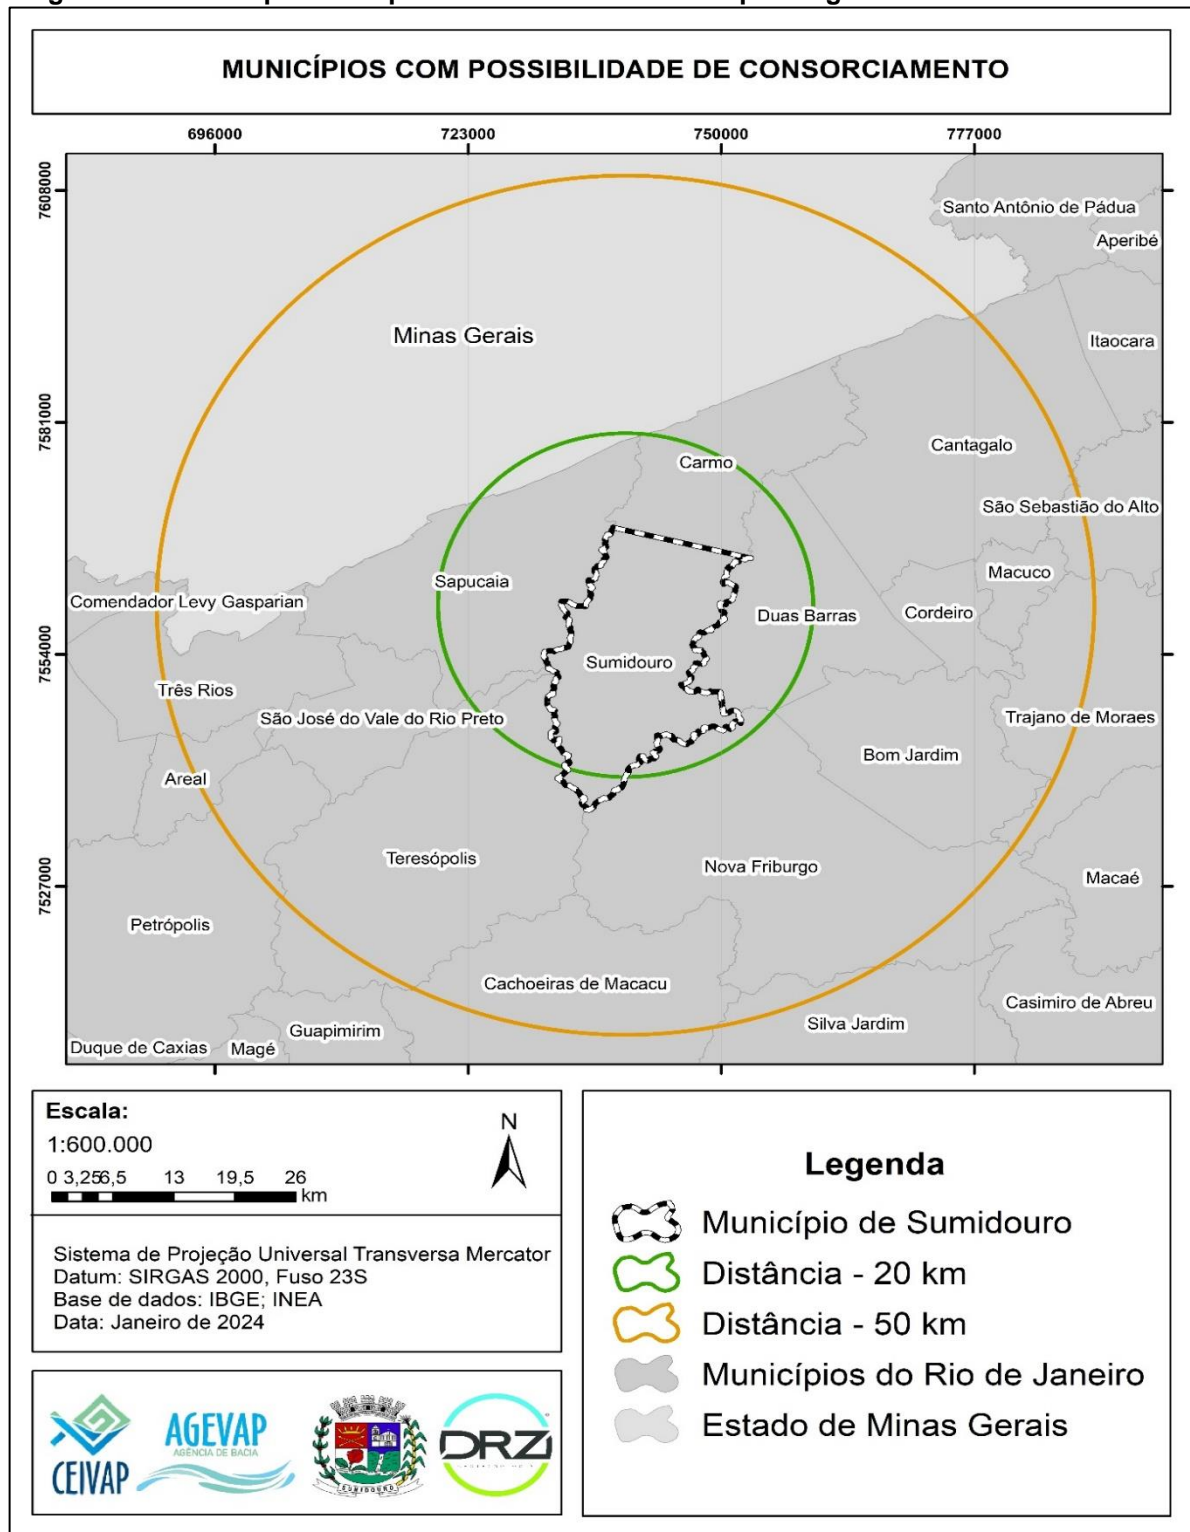 MUNICÍPIOS COM POSSIBILIDADE DE CONSORCIAMENTO
696000
723000
750000
777000
7608000
7581000
7554000
7527000
Santo Antônio de Pádua
Aperibé
Minas Gerais
Itaocara
Cantagalo
Carmo
São Sebastião do Alto
Macuco
Sapucaia
Comendador Levy Gasparian
Duas Barras
Cordeiro
Sumidouro
Três Rios
São José do Vale do Rio Preto
Trajano de Moraes
Bom Jardim
Areal
Teresópolis
Nova Friburgo
Macaé
Petrópolis
Cachoeiras de Macacu
Casimiro de Abreu
Silva Jardim
Guapimirim
Duque de Caxias
Magé
Escala:
1:600.000
0 3,25 6,5 13 19,5 26
km
N
Sistema de Projeção Universal Transversa Mercator
Datum: SIRGAS 2000, Fuso 23S
Base de dados: IBGE; INEA
Data: Janeiro de 2024
CEIVAP
AGEVAP
AGÊNCIA DE BACIA
SUMIDOURO
DRZ
Legenda
Município de Sumidouro
Distância - 20 km
Distância - 50 km
Municípios do Rio de Janeiro
Estado de Minas Gerais